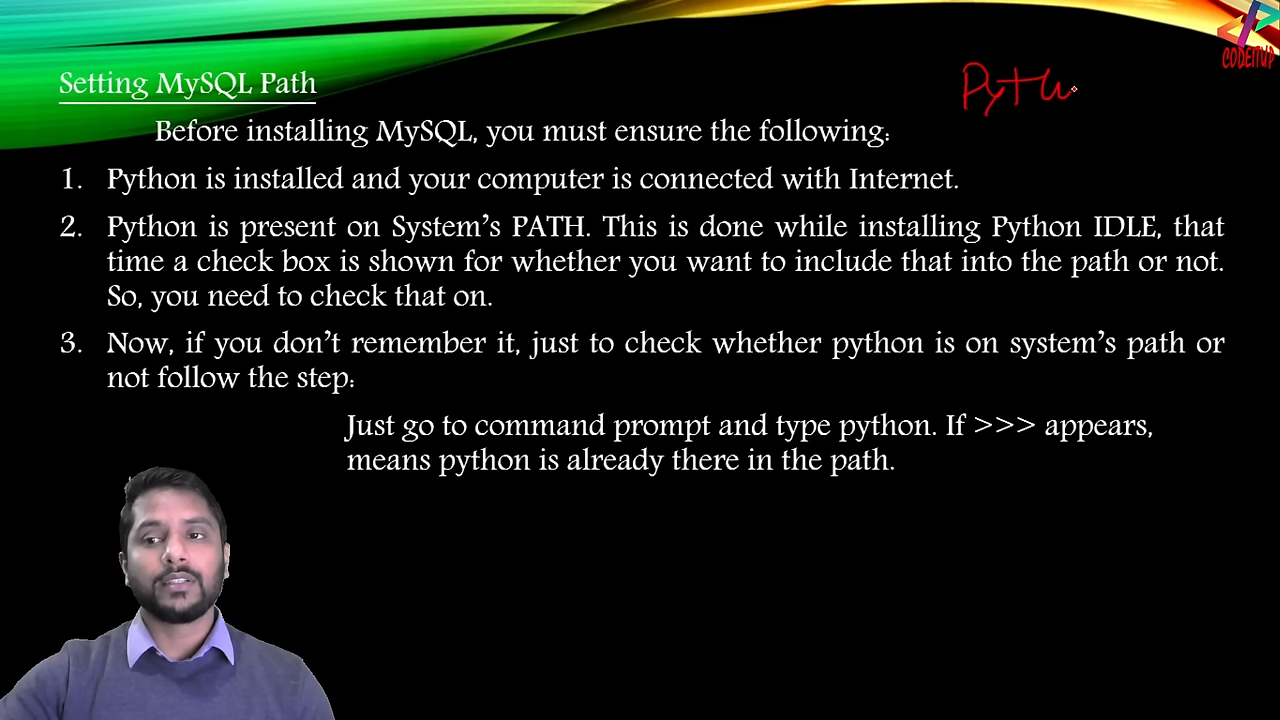 CODEITUP
Setting MySQL Path
Pyth
Before installing MySQL, you must ensure the following:
1. Python is installed and your computer is connected with Internet.
2. Python is present on System's PATH. This is done while installing Python IDLE, that
time a check box is shown for whether you want to include that into the path or not.
So, you need to check that on.
3. Now, if you don't remember it, just to check whether python is on system's path or
not follow the step:
Just go to command prompt and type python. If >>> appears,
means python is already there in the path.